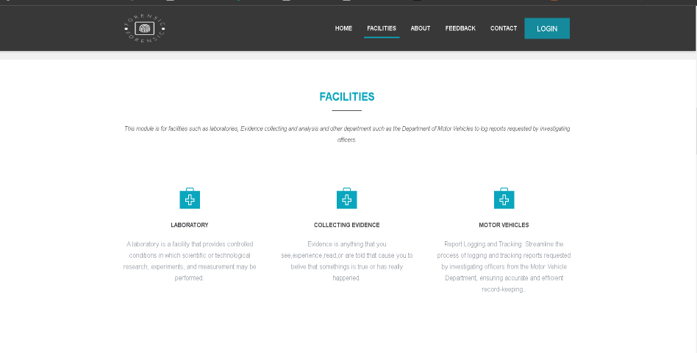 TORENTIC
FORENSIC
HOME FACILITIES ABOUT FEEDBACK CONTACT LOGIN
FACILITIES
This module is for facilities such as laboratories, Evidence collecting and analysis and other department such as the Department of Motor Vehicles to log reports requested by investigating
officers.
LABORATORY
A laboratory is a facility that provides controlled
conditions in which scientific or technological
research, experiments, and measurement may be
performed.
COLLECTING EVIDENCE
Evidence is anything that you
see,experience,read,or are told that cause you to
belive that somethings is true or has really
happened.
MOTOR VEHICLES
Report Logging and Tracking: Streamline the
process of logging and tracking reports requested
by investigating officers from the Motor Vehicle
Department, ensuring accurate and efficient
record-keeping.